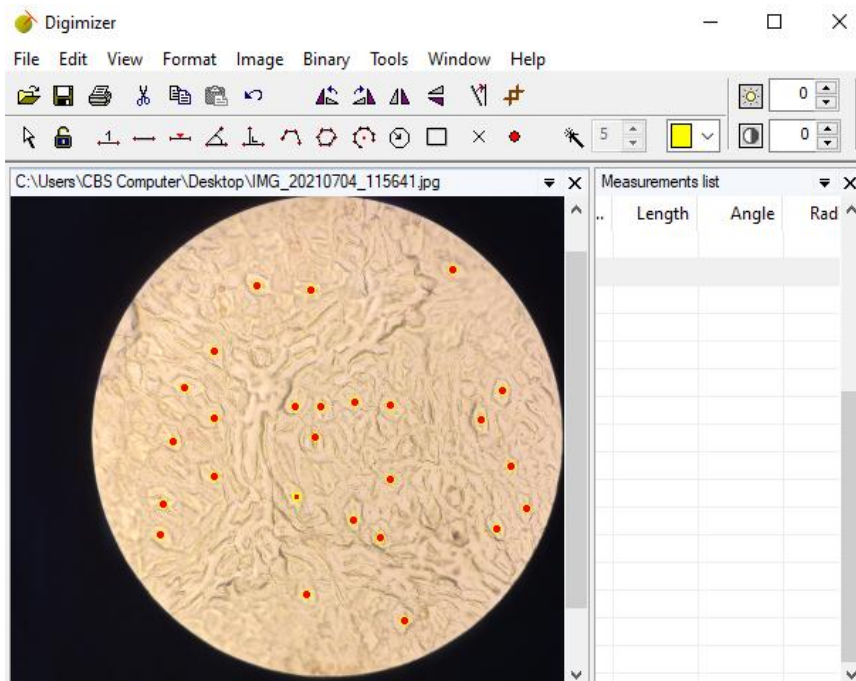 Digimizer
File Edit View Format Image Binary Tools Window Help
0
1 5 0
C:\Users\CBS Computer\Desktop\IMG_20210704_115641.jpg Measurements list
.. Length Angle Rad